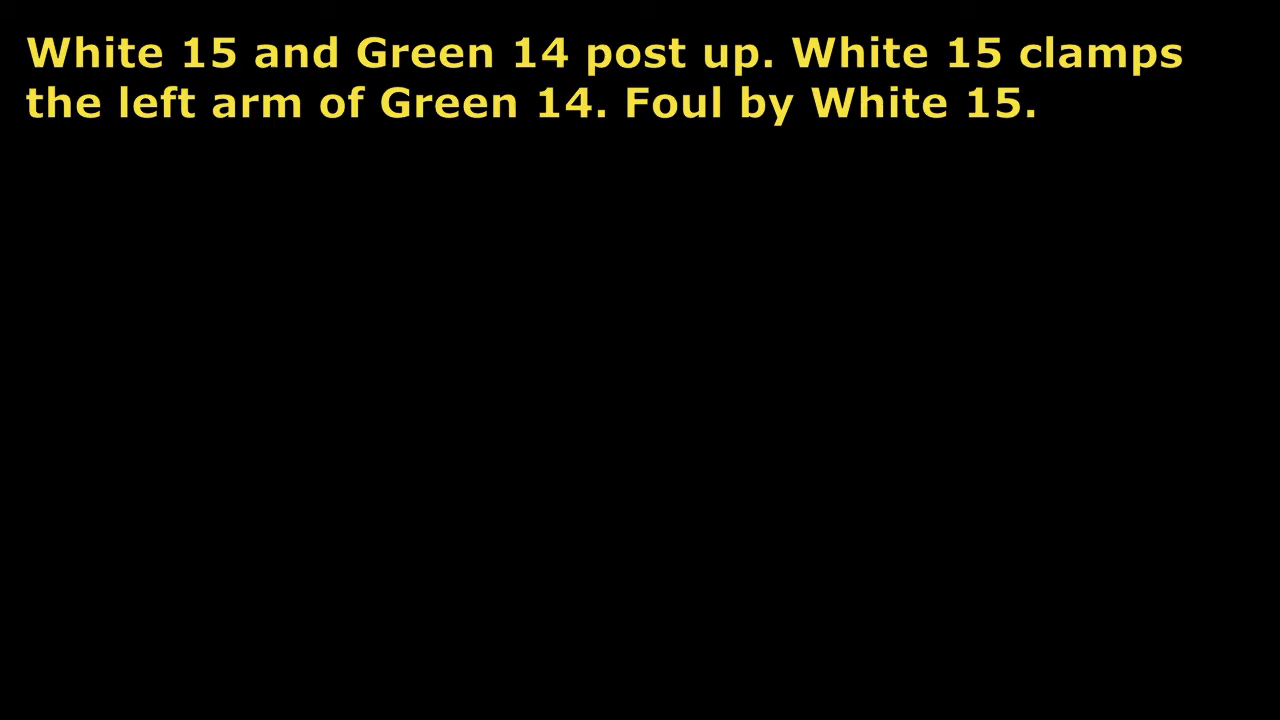 White 15 and Green 14 post up. White 15 clamps
the left arm of Green 14. Foul by White 15.